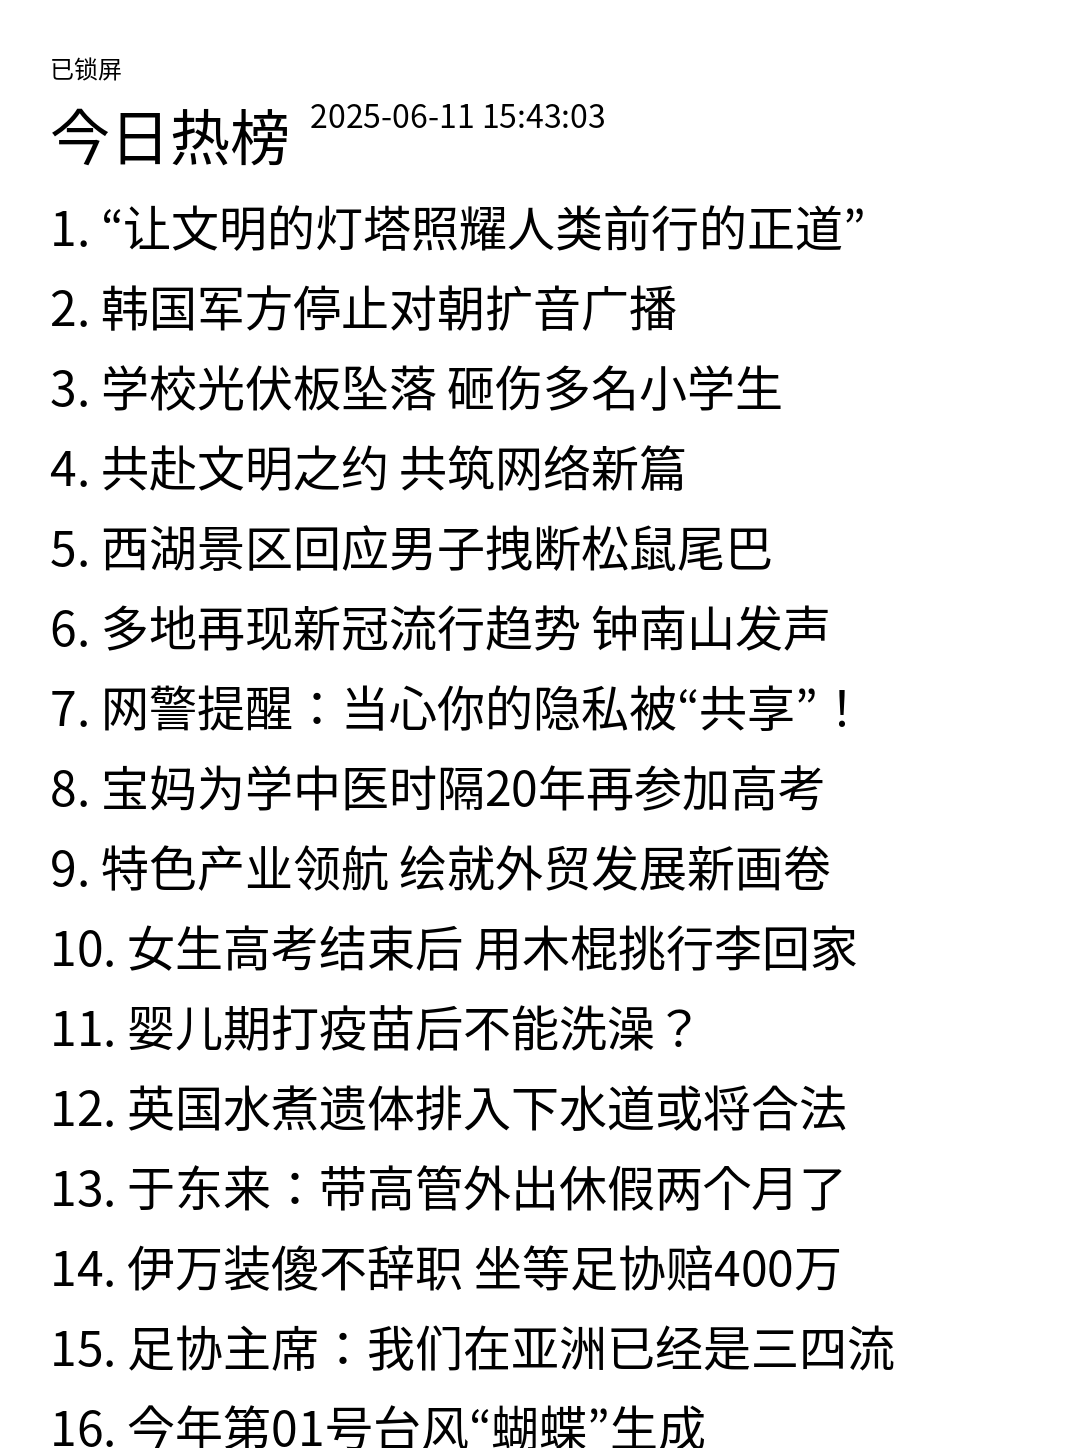 已锁屏
今日热榜 2025-06-11 15:43:03
1. “让文明的灯塔照耀人类前行的正道”
2. 韩国军方停止对朝扩音广播
3. 学校光伏板坠落 砸伤多名小学生
4. 共赴文明之约 共筑网络新篇
5. 西湖景区回应男子拽断松鼠尾巴
6. 多地再现新冠流行趋势 钟南山发声
7. 网警提醒：当心你的隐私被“共享”！
8. 宝妈为学中医时隔20年再参加高考
9. 特色产业领航 绘就外贸发展新画卷
10. 女生高考结束后 用木棍挑行李回家
11. 婴儿期打疫苗后不能洗澡？
12. 英国水煮遗体排入下水道或将合法
13. 于东来：带高管外出休假两个月了
14. 伊万装傻不辞职 坐等足协赔400万
15. 足协主席：我们在亚洲已经是三四流
16. 今年第01号台风“蝴蝶”生成